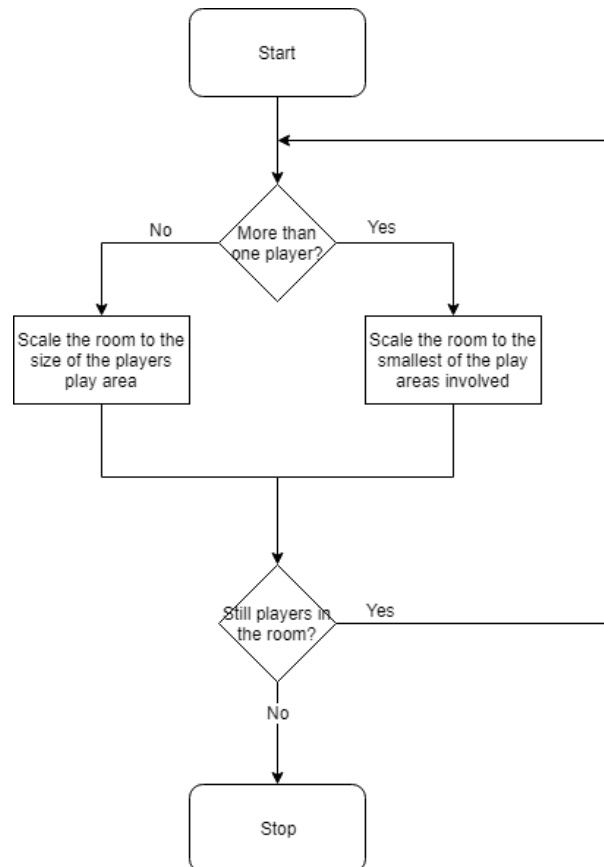 Start
More than
one player?
No
Yes
Scale the room to the
size of the players
play area
Scale the room to the
smallest of the play
areas involved
Still players in
the room?
Yes
No
Stop